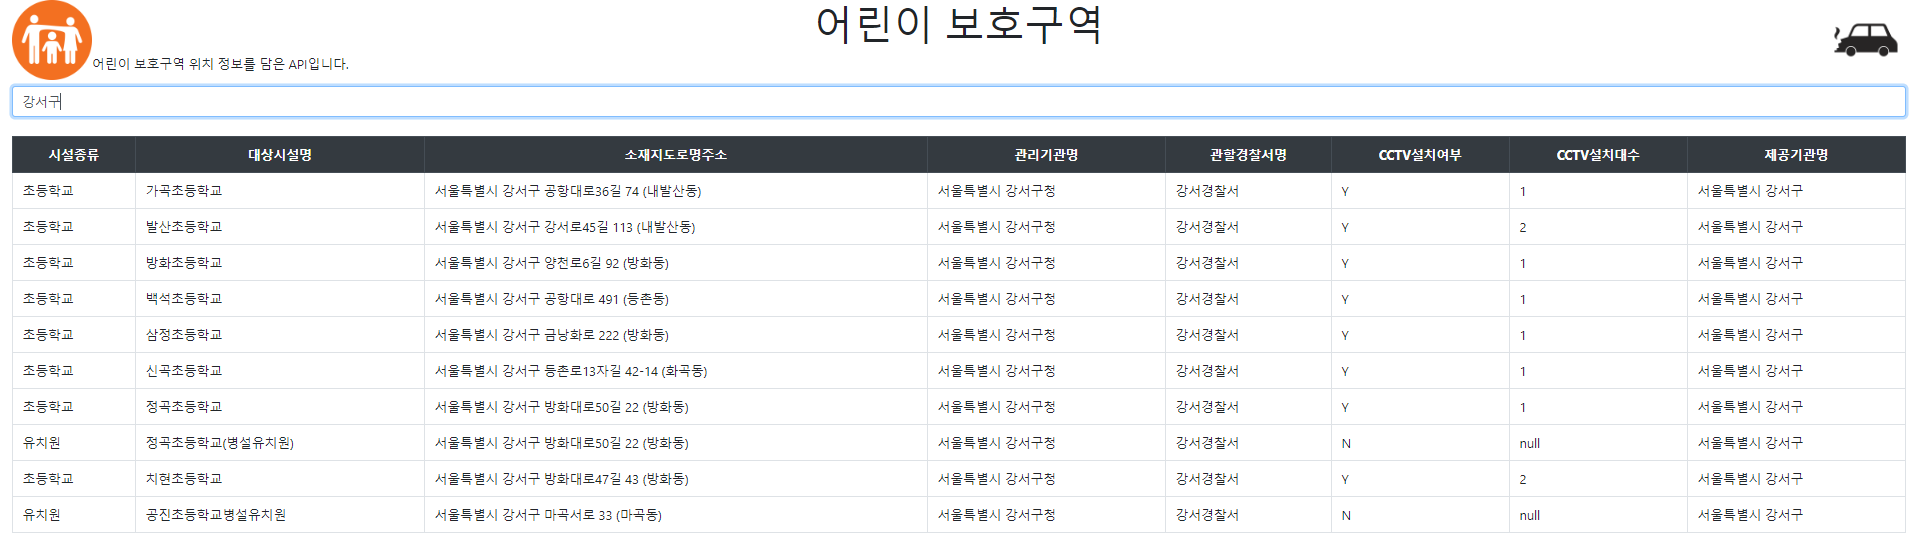 어린이 보호구역
어린이 보호구역 위치 정보를 담은 API입니다.
강서구
시설종류 대상시설명 소재지도로명주소 관리기관명 관할경찰서명 CCTV설치여부 CCTV설치대수 제공기관명
초등학교 가곡초등학교 서울특별시 강서구 공항대로36길 74 (내발산동) 서울특별시 강서구청 강서경찰서 Y 1 서울특별시 강서구
초등학교 발산초등학교 서울특별시 강서구 강서로45길 113 (내발산동) 서울특별시 강서구청 강서경찰서 Y 2 서울특별시 강서구
초등학교 방화초등학교 서울특별시 강서구 양천로6길 92 (방화동) 서울특별시 강서구청 강서경찰서 Y 1 서울특별시 강서구
초등학교 백석초등학교 서울특별시 강서구 공항대로 491 (등촌동) 서울특별시 강서구청 강서경찰서 Y 1 서울특별시 강서구
초등학교 삼정초등학교 서울특별시 강서구 금낭화로 222 (방화동) 서울특별시 강서구청 강서경찰서 Y 1 서울특별시 강서구
초등학교 신곡초등학교 서울특별시 강서구 등촌로13자길 42-14 (화곡동) 서울특별시 강서구청 강서경찰서 Y 1 서울특별시 강서구
초등학교 정곡초등학교 서울특별시 강서구 방화대로50길 22 (방화동) 서울특별시 강서구청 강서경찰서 Y 1 서울특별시 강서구
유치원 정곡초등학교(병설유치원) 서울특별시 강서구 방화대로50길 22 (방화동) 서울특별시 강서구청 강서경찰서 N null 서울특별시 강서구
초등학교 치현초등학교 서울특별시 강서구 방화대로47길 43 (방화동) 서울특별시 강서구청 강서경찰서 Y 2 서울특별시 강서구
유치원 공진초등학교병설유치원 서울특별시 강서구 마곡서로 33 (마곡동) 서울특별시 강서구청 강서경찰서 N null 서울특별시 강서구